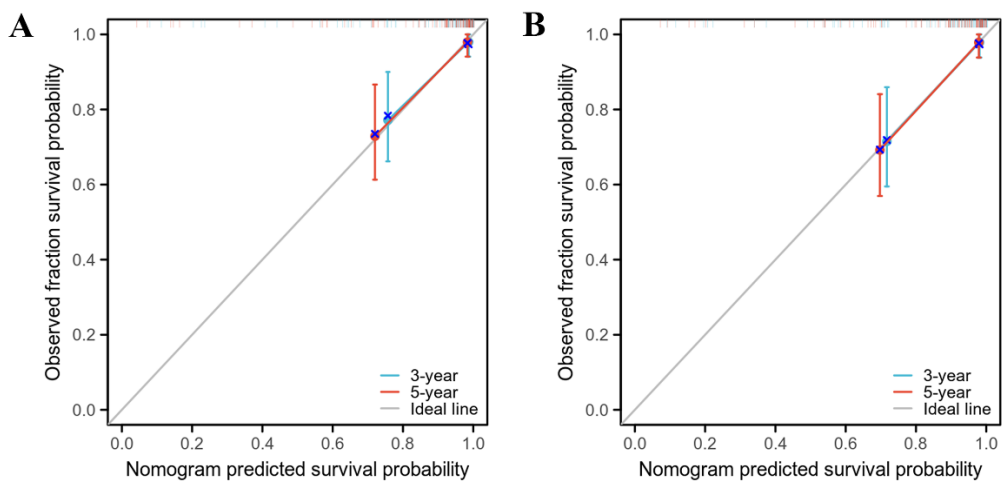 A
Observed fraction survival probability
1.0
0.8
0.6
0.4
0.2
0.0
3-year
5-year
Ideal line
0.0 0.2 0.4 0.6 0.8 1.0
Nomogram predicted survival probability
B
Observed fraction survival probability
1.0
0.8
0.6
0.4
0.2
0.0
3-year
5-year
Ideal line
0.0 0.2 0.4 0.6 0.8 1.0
Nomogram predicted survival probability